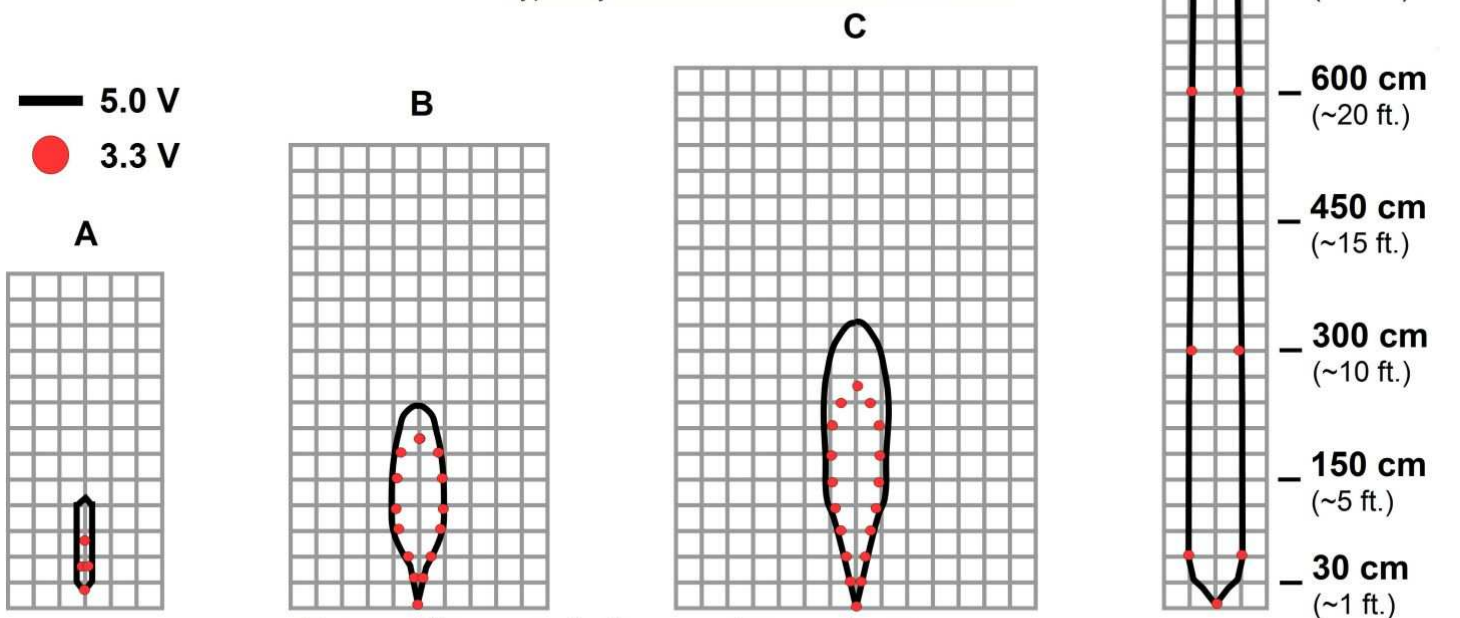 C
5.0 V
3.3 V
B
A
600 cm
(~20 ft.)
450 cm
(~15 ft.)
300 cm
(~10 ft.)
150 cm
(~5 ft.)
30 cm
(~1 ft.)